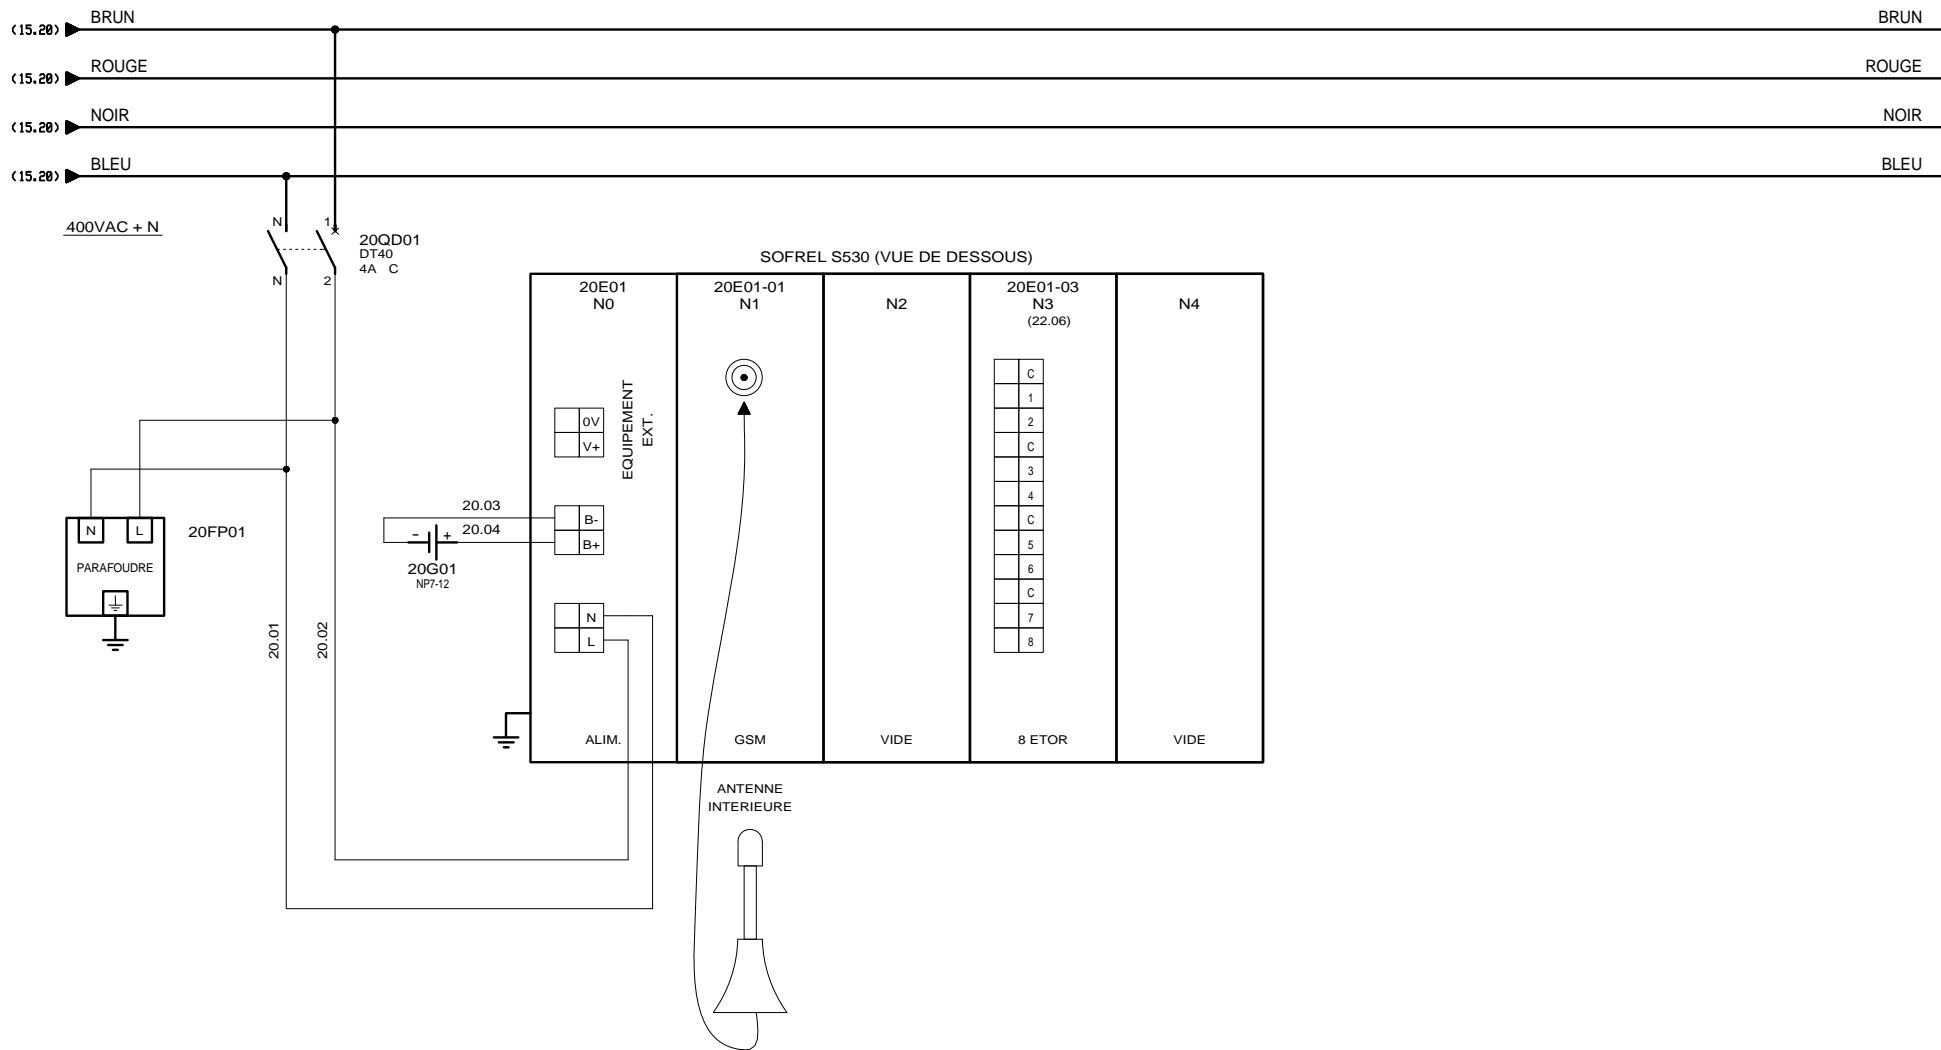 (15.20) BRUN BRUN
(15.20) ROUGE ROUGE
(15.20) NOIR NOIR
(15.20) BLEU BLEU
400VAC + N
N 1
20QD01
DT40
4A C
N 2
SOFREL S530 (VUE DE DESSOUS)
20E01
N0
EQUIPEMENT
EXT.
0V
V+
B-
B+
N
L
ALIM.
20E01-01
N1
GSM
N2
VIDE
20E01-03
N3
(22.06)
C
1
2
C
3
4
C
5
6
C
7
8
8 ETOR
N4
VIDE
20.03
20.04
- +
20G01
NP7-12
N L
20FP01
PARAFOUDRE
20.01
20.02
ANTENNE
INTERIEURE